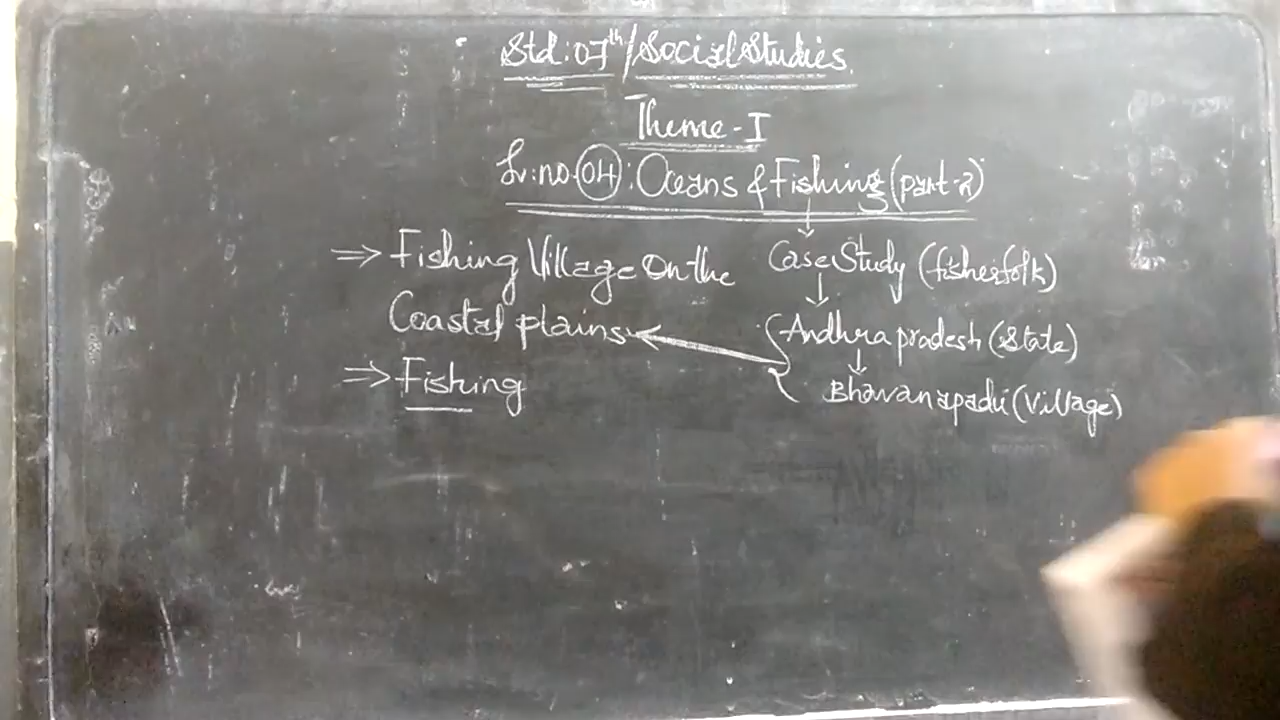 Std:07th/Social Studies.
Theme-I
Lr:no.04: Oceans & Fishing (part-2)
⇒ Fishing Village On the
Coastal plains
⇒ Fishing
Case Study (fisherfolk)
Andhra pradesh (State)
Bhavanapadu (Village)